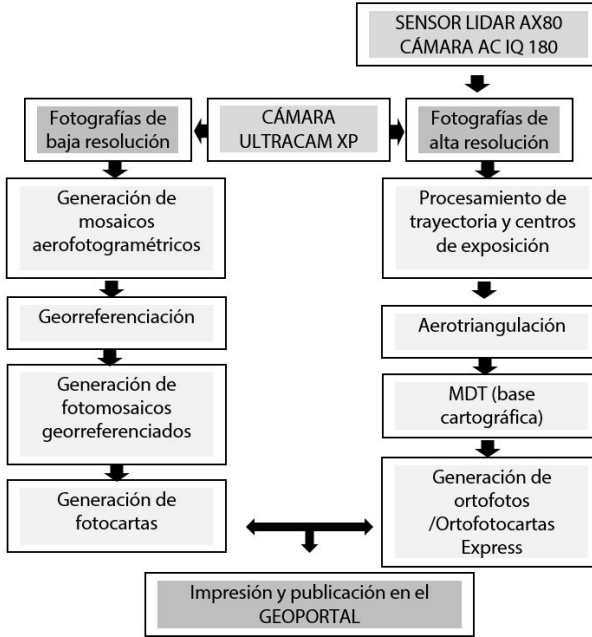 SENSOR LIDAR AX80
CÁMARA AC IQ 180
Fotografías de
baja resolución
CÁMARA
ULTRACAM XP
Fotografías de
alta resolución
Generación de
mosaicos
aerofotogramétricos
Procesamiento de
trayectoria y centros
de exposición
Georreferenciación
Aerotriangulación
Generación de
fotomosaicos
georreferenciados
MDT (base
cartográfica)
Generación de
fotocartas
Generación de
ortofotos
/Ortofotocartas
Express
Impresión y publicación en el
GEOPORTAL